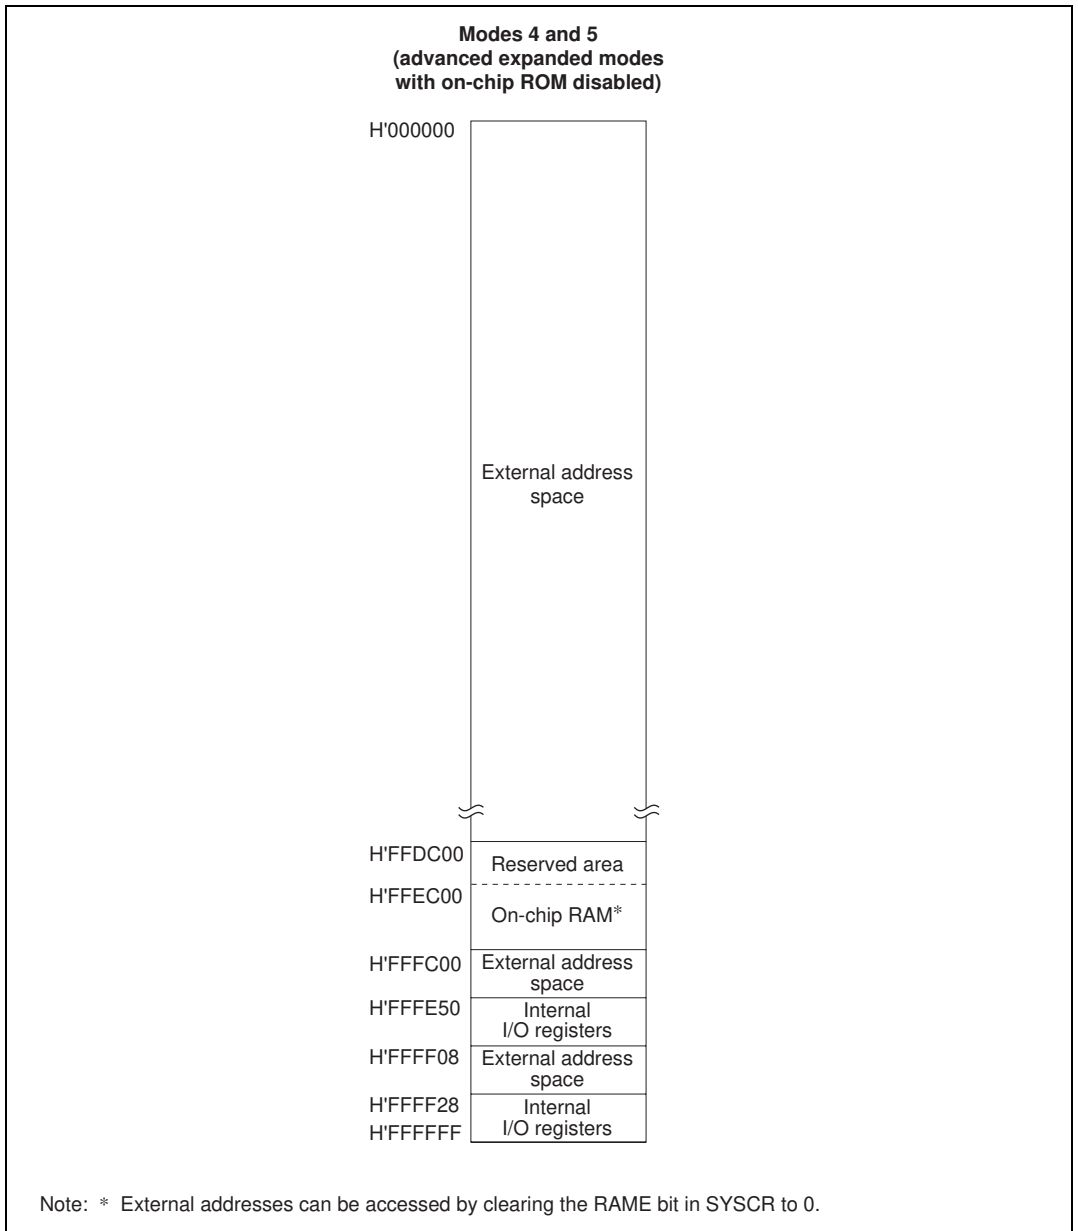 Modes 4 and 5
(advanced expanded modes
with on-chip ROM disabled)
H'000000
External address
space
H'FFDC00
Reserved area
H'FFEC00
On-chip RAM*
H'FFFC00
External address
space
H'FFFE50
Internal
I/O registers
H'FFFF08
External address
space
H'FFFF28
Internal
I/O registers
H'FFFFFF
Note: * External addresses can be accessed by clearing the RAME bit in SYSCR to 0.